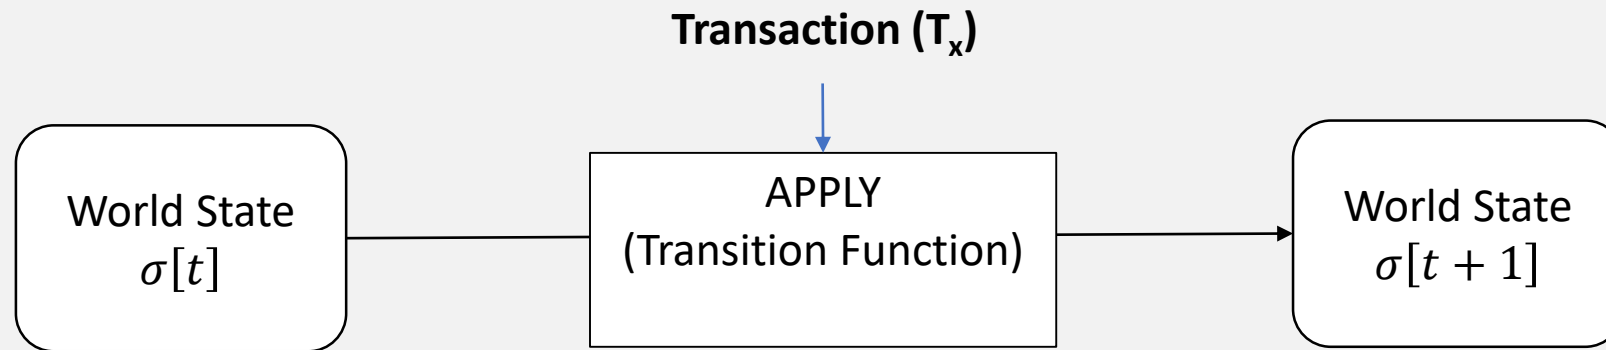 Transaction (Tₓ)
World State
σ[t]
APPLY
(Transition Function)
World State
σ[t + 1]